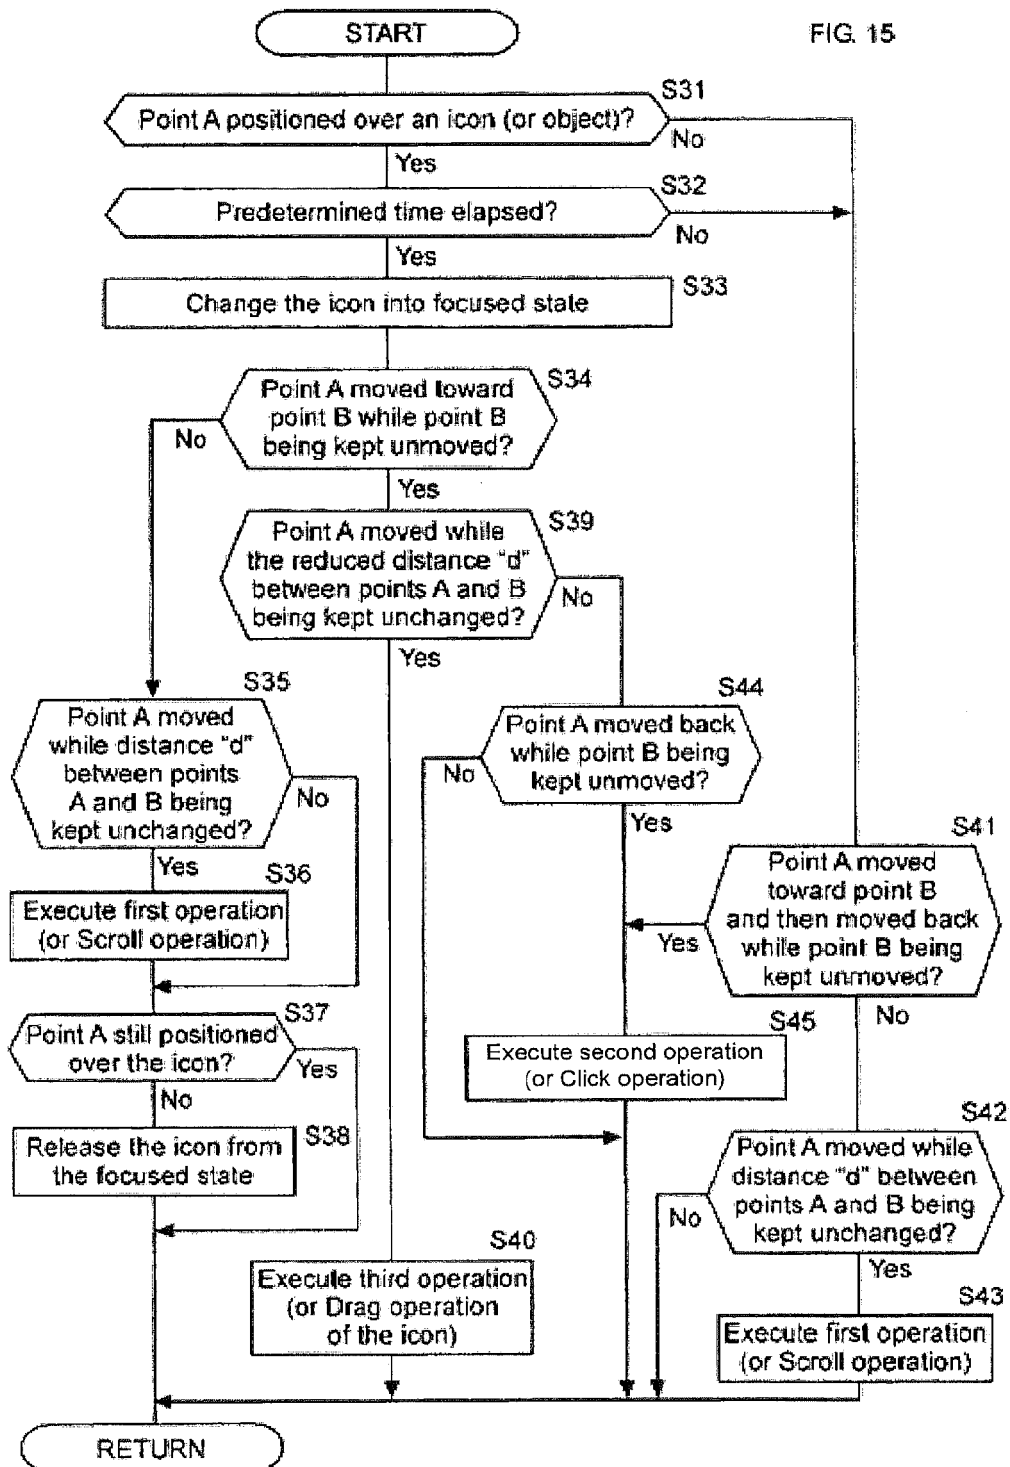 START
FIG. 15
S31
Point A positioned over an icon (or object)?
No
Yes
S32
Predetermined time elapsed?
No
Yes
S33
Change the icon into focused state
S34
Point A moved toward
point B while point B
being kept unmoved?
No
Yes
S39
Point A moved while
the reduced distance "d"
between points A and B
being kept unchanged?
No
Yes
S35
Point A moved
while distance "d"
between points
A and B being
kept unchanged?
No
Yes
S44
Point A moved back
while point B being
kept unmoved?
No
Yes
S41
Point A moved
toward point B
and then moved back
while point B being
kept unmoved?
Yes
No
S36
Execute first operation
(or Scroll operation)
S37
Point A still positioned
over the icon?
Yes
No
S45
Execute second operation
(or Click operation)
S38
Release the icon from
the focused state
S42
Point A moved while
distance "d" between
points A and B being
kept unchanged?
No
Yes
S40
Execute third operation
(or Drag operation
of the icon)
S43
Execute first operation
(or Scroll operation)
RETURN